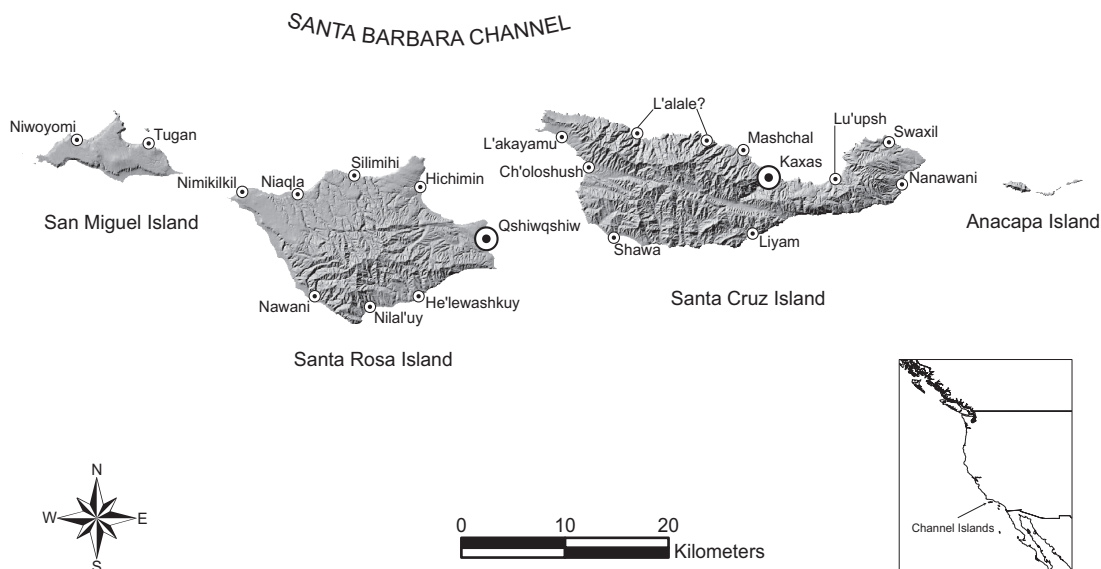 SANTA BARBARA CHANNEL
Niwoyomi
Tugan
San Miguel Island
Nimikilkil
Niaqla
Silimihi
Hichimin
Qshiwqshiw
Nawani
Nilal'uy
He'lewashkuy
Santa Rosa Island
L'alale?
L'akayamu
Ch'oloshush
Mashchal
Kaxas
Lu'upsh
Swaxil
Nanawani
Shawa
Liyam
Santa Cruz Island
Anacapa Island
N
W
E
S
0
10
20
Kilometers
Channel Islands